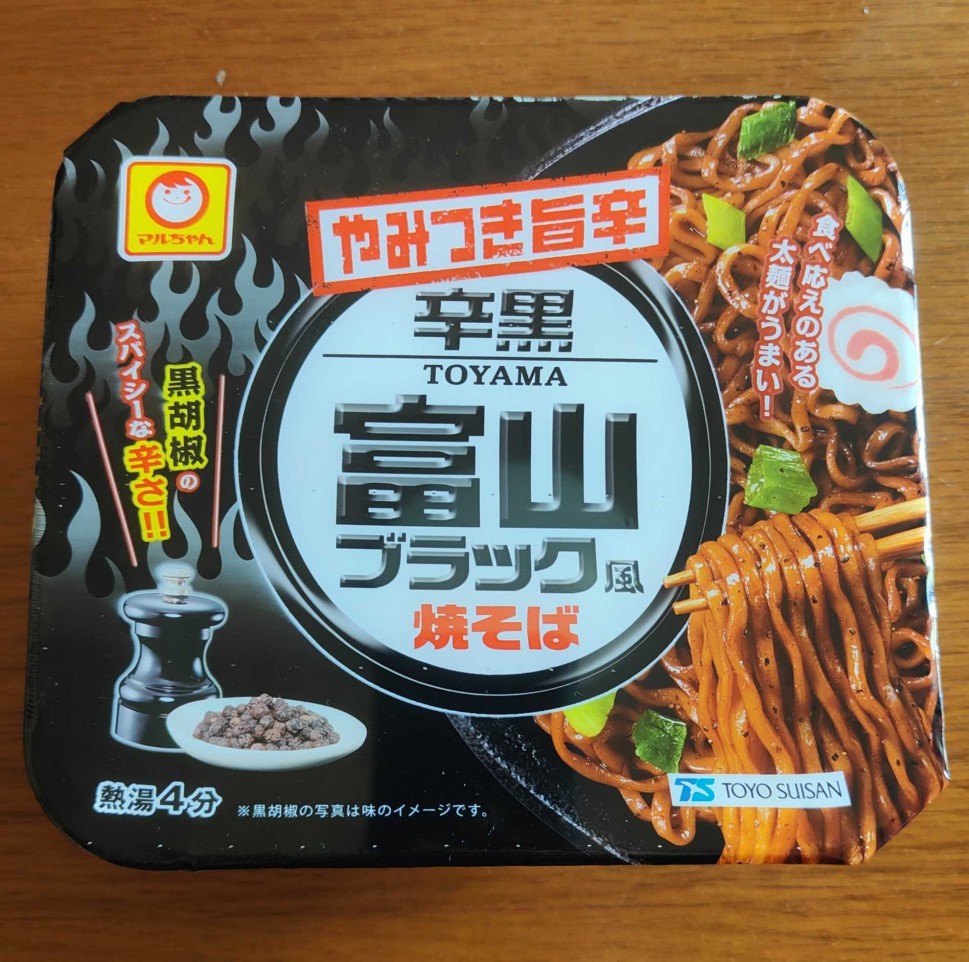 マルちゃん
やみつき旨辛
辛黒
TOYAMA
富山
ブラック風
焼そば
食べ応えのある
太麺がうまい!
黒胡椒の
スパイシーな辛さ!!
熱湯4分
※黒胡椒の写真は味のイメージです。
TS TOYO SUISAN